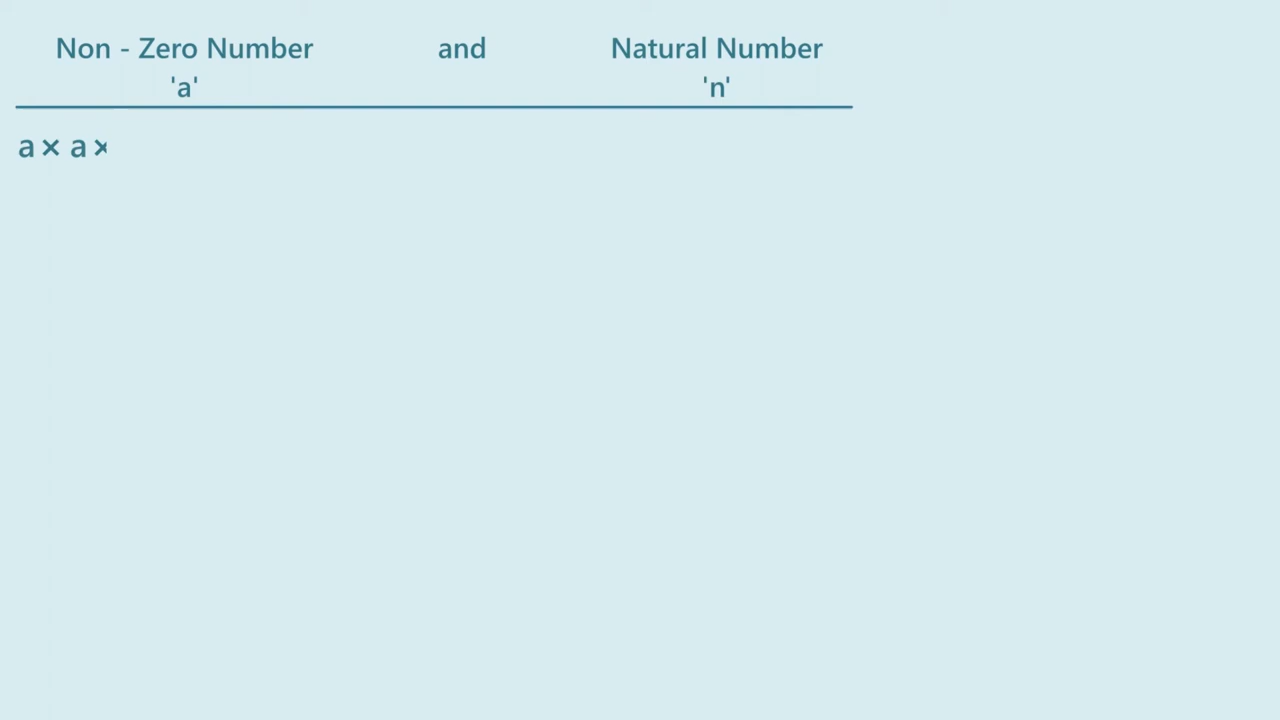 Non - Zero Number and Natural Number
'a' 'n'
a × a ×